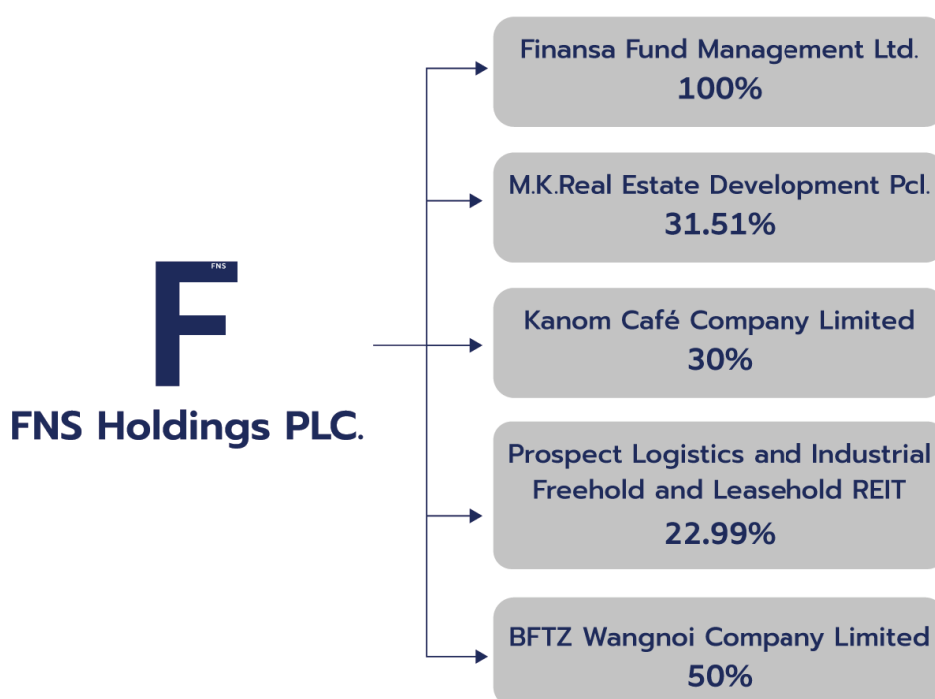 FNS
F
FNS Holdings PLC.
Finansa Fund Management Ltd.
100%
M.K.Real Estate Development Pcl.
31.51%
Kanom Café Company Limited
30%
Prospect Logistics and Industrial
Freehold and Leasehold REIT
22.99%
BFTZ Wangnoi Company Limited
50%